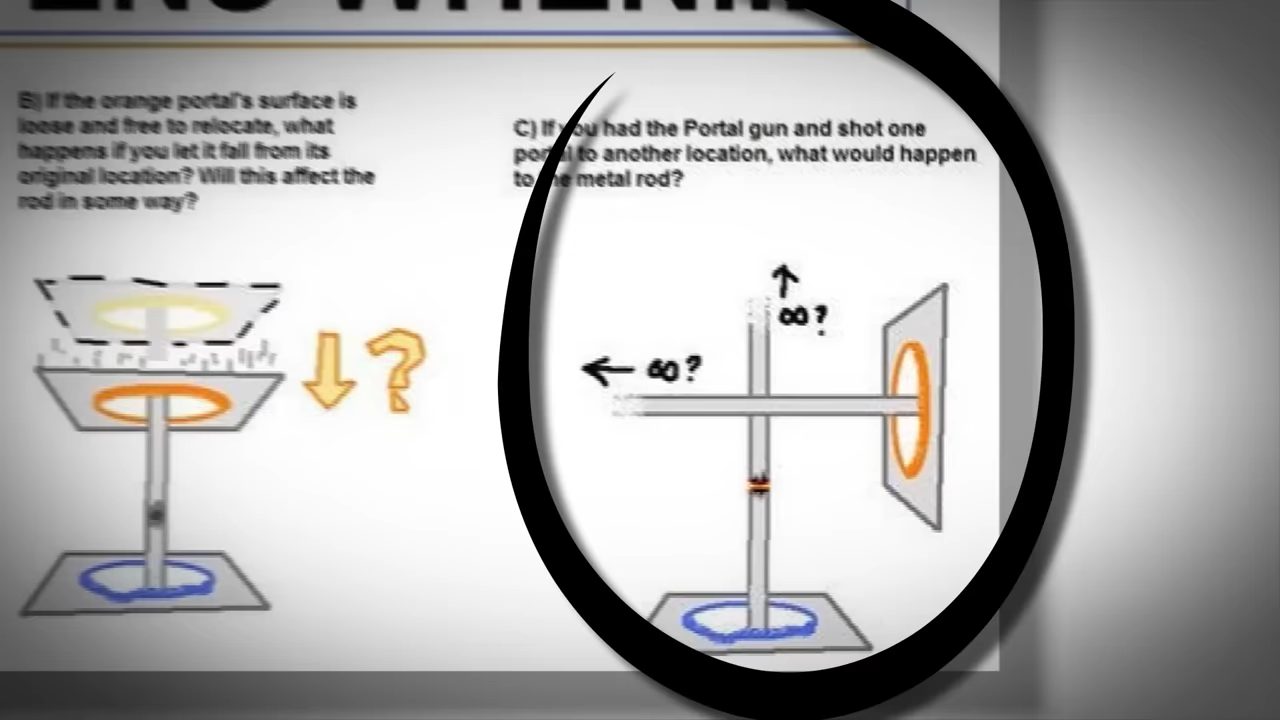 B) If the orange portal's surface is
loose and free to relocate, what
happens if you let it fall from its
original location? Will this affect the
rod in some way?
C) If you had the Portal gun and shot one
portal to another location, what would happen
to the metal rod?
↑
∞?
← ∞?
↓ ?